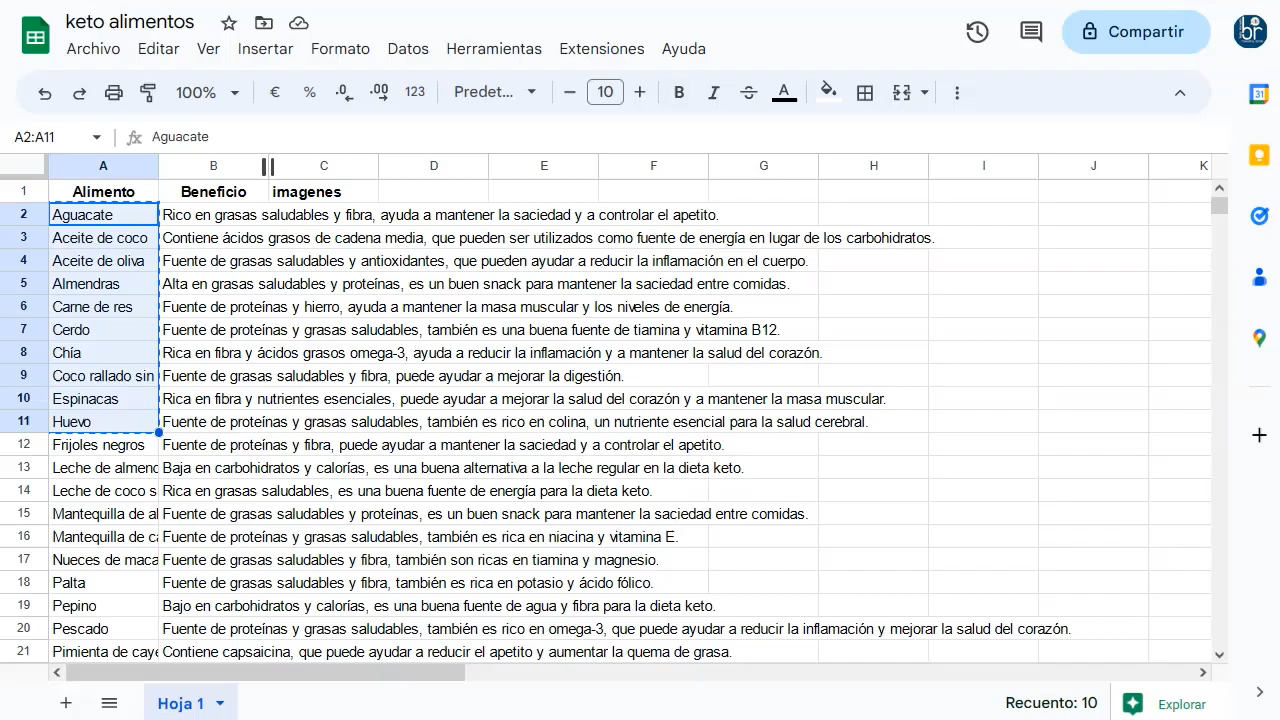 keto alimentos
Archivo Editar Ver Insertar Formato Datos Herramientas Extensiones Ayuda
Compartir
100% € % .0 .00 123 Predet... 10 B I A
A2:A11 fx Aguacate
A B C D E F G H I J K
1 Alimento Beneficio imagenes
2 Aguacate Rico en grasas saludables y fibra, ayuda a mantener la saciedad y a controlar el apetito.
3 Aceite de coco Contiene ácidos grasos de cadena media, que pueden ser utilizados como fuente de energía en lugar de los carbohidratos.
4 Aceite de oliva Fuente de grasas saludables y antioxidantes, que pueden ayudar a reducir la inflamación en el cuerpo.
5 Almendras Alta en grasas saludables y proteínas, es un buen snack para mantener la saciedad entre comidas.
6 Carne de res Fuente de proteínas y hierro, ayuda a mantener la masa muscular y los niveles de energía.
7 Cerdo Fuente de proteínas y grasas saludables, también es una buena fuente de tiamina y vitamina B12.
8 Chía Rica en fibra y ácidos grasos omega-3, ayuda a reducir la inflamación y a mantener la salud del corazón.
9 Coco rallado sin Fuente de grasas saludables y fibra, puede ayudar a mejorar la digestión.
10 Espinacas Rica en fibra y nutrientes esenciales, puede ayudar a mejorar la salud del corazón y a mantener la masa muscular.
11 Huevo Fuente de proteínas y grasas saludables, también es rico en colina, un nutriente esencial para la salud cerebral.
12 Frijoles negros Fuente de proteínas y fibra, puede ayudar a mantener la saciedad y a controlar el apetito.
13 Leche de almenc Baja en carbohidratos y calorías, es una buena alternativa a la leche regular en la dieta keto.
14 Leche de coco s Rica en grasas saludables, es una buena fuente de energía para la dieta keto.
15 Mantequilla de al Fuente de grasas saludables y proteínas, es un buen snack para mantener la saciedad entre comidas.
16 Mantequilla de ca Fuente de proteínas y grasas saludables, también es rica en niacina y vitamina E.
17 Nueces de maca Fuente de grasas saludables y fibra, también son ricas en tiamina y magnesio.
18 Palta Fuente de grasas saludables y fibra, también es rica en potasio y ácido fólico.
19 Pepino Bajo en carbohidratos y calorías, es una buena fuente de agua y fibra para la dieta keto.
20 Pescado Fuente de proteínas y grasas saludables, también es rico en omega-3, que puede ayudar a reducir la inflamación y mejorar la salud del corazón.
21 Pimienta de caye Contiene capsaicina, que puede ayudar a reducir el apetito y aumentar la quema de grasa.
Hoja 1 Recuento: 10 Explorar
br
31